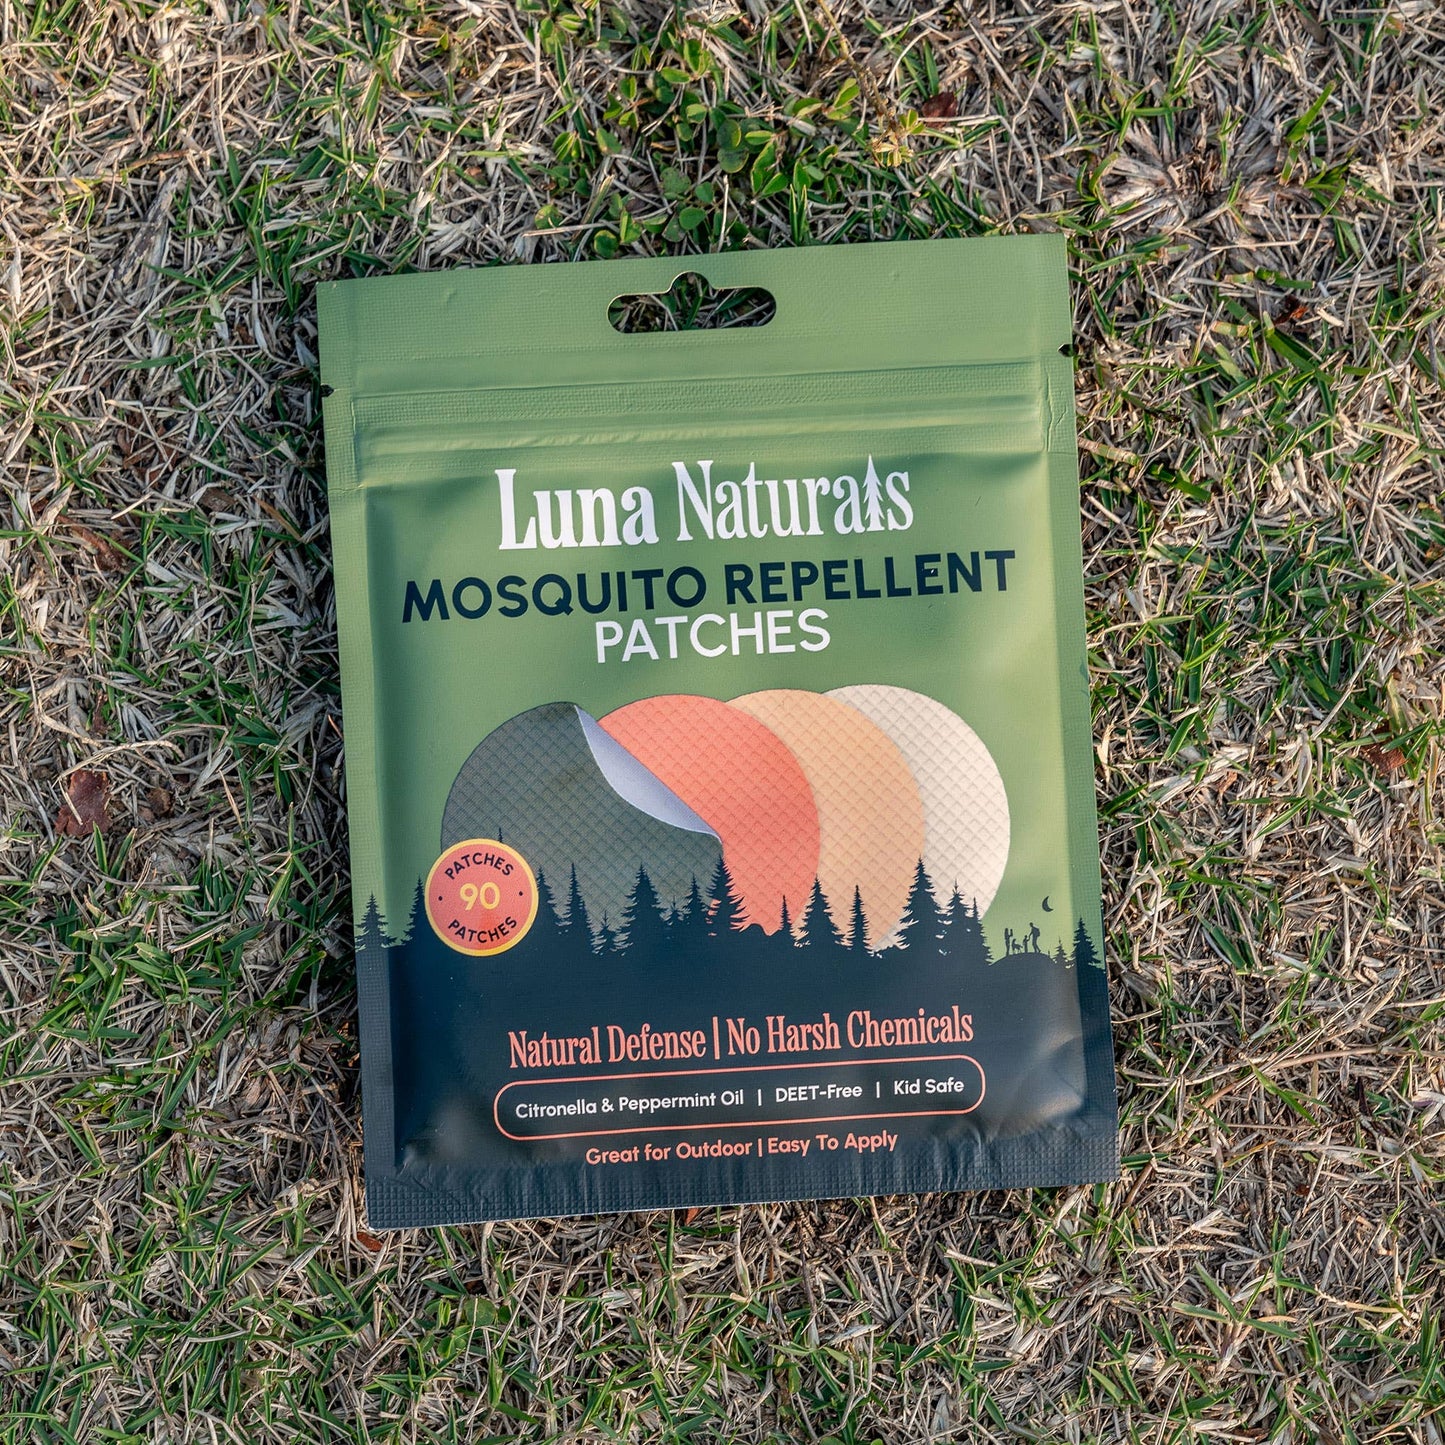 Luna Naturals
MOSQUITO REPELLENT
PATCHES
PATCHES
90
PATCHES
Natural Defense | No Harsh Chemicals
Citronella & Peppermint Oil | DEET-Free | Kid Safe
Great for Outdoor | Easy To Apply